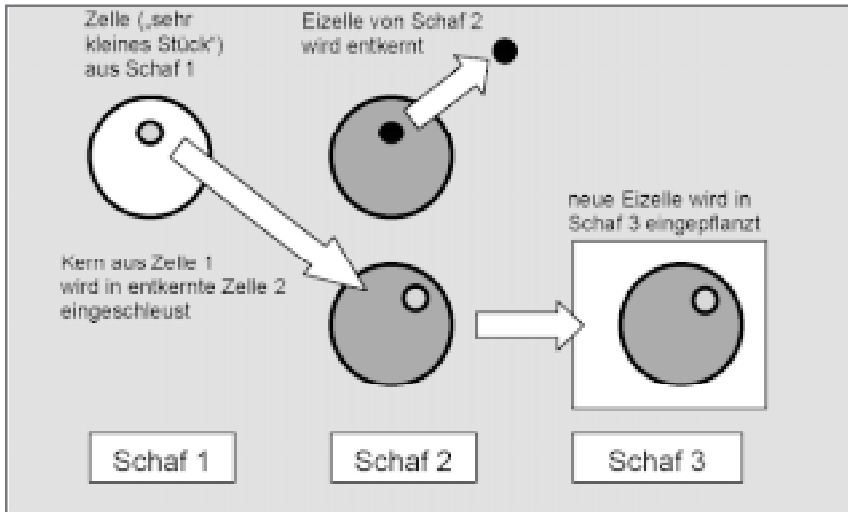 Zelle („sehr
kleines Stück“)
aus Schaf 1
Eizelle von Schaf 2
wird entkernt
Kern aus Zelle 1
wird in entkernte Zelle 2
eingeschleust
neue Eizelle wird in
Schaf 3 eingepflanzt
Schaf 1
Schaf 2
Schaf 3